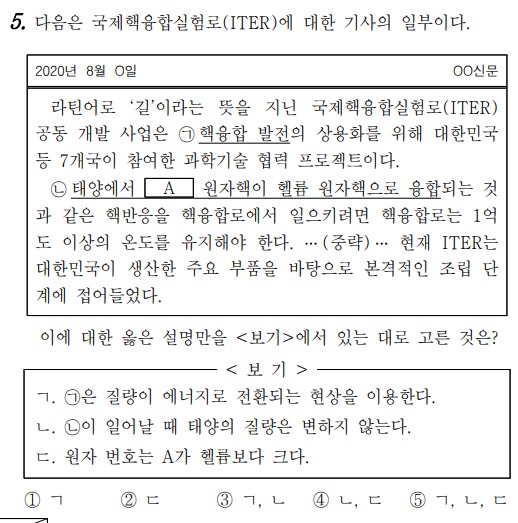 5. 다음은 국제핵융합실험로(ITER)에 대한 기사의 일부이다.
2020년 8월 O일 OO신문
라틴어로 ‘길’이라는 뜻을 지닌 국제핵융합실험로(ITER)
공동 개발 사업은 ㉠핵융합 발전의 상용화를 위해 대한민국
등 7개국이 참여한 과학기술 협력 프로젝트이다.
㉡태양에서 A 원자핵이 헬륨 원자핵으로 융합되는 것
과 같은 핵반응을 핵융합로에서 일으키려면 핵융합로는 1억
도 이상의 온도를 유지해야 한다. …(중략)… 현재 ITER는
대한민국이 생산한 주요 부품을 바탕으로 본격적인 조립 단
계에 접어들었다.
이에 대한 옳은 설명만을 <보기>에서 있는 대로 고른 것은?
< 보 기 >
ㄱ. ㉠은 질량이 에너지로 전환되는 현상을 이용한다.
ㄴ. ㉡이 일어날 때 태양의 질량은 변하지 않는다.
ㄷ. 원자 번호는 A가 헬륨보다 크다.
① ㄱ ② ㄷ ③ ㄱ, ㄴ ④ ㄴ, ㄷ ⑤ ㄱ, ㄴ, ㄷ